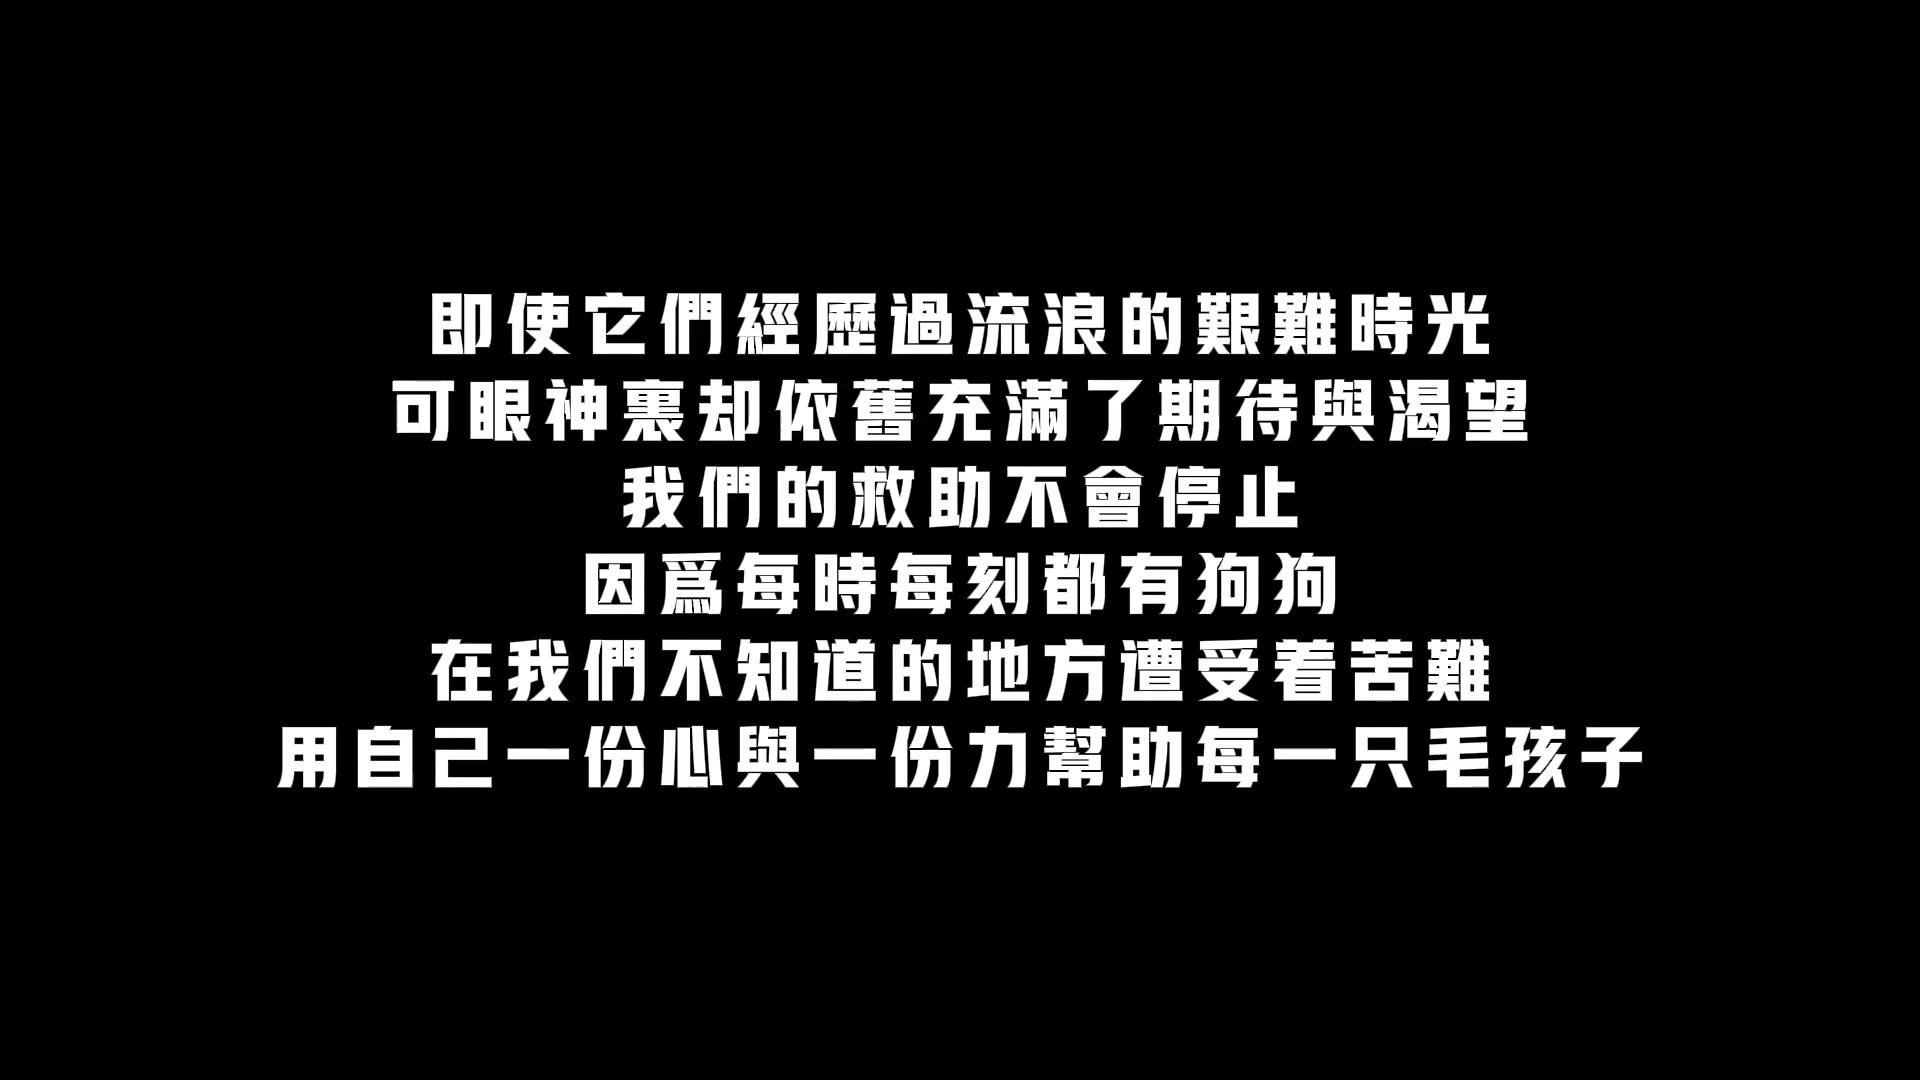 即使它們經歷過流浪的艱難時光
可眼神裏却依舊充滿了期待與渴望
我們的救助不會停止
因爲每時每刻都有狗狗
在我們不知道的地方遭受着苦難
用自己一份心與一份力幫助每一只毛孩子